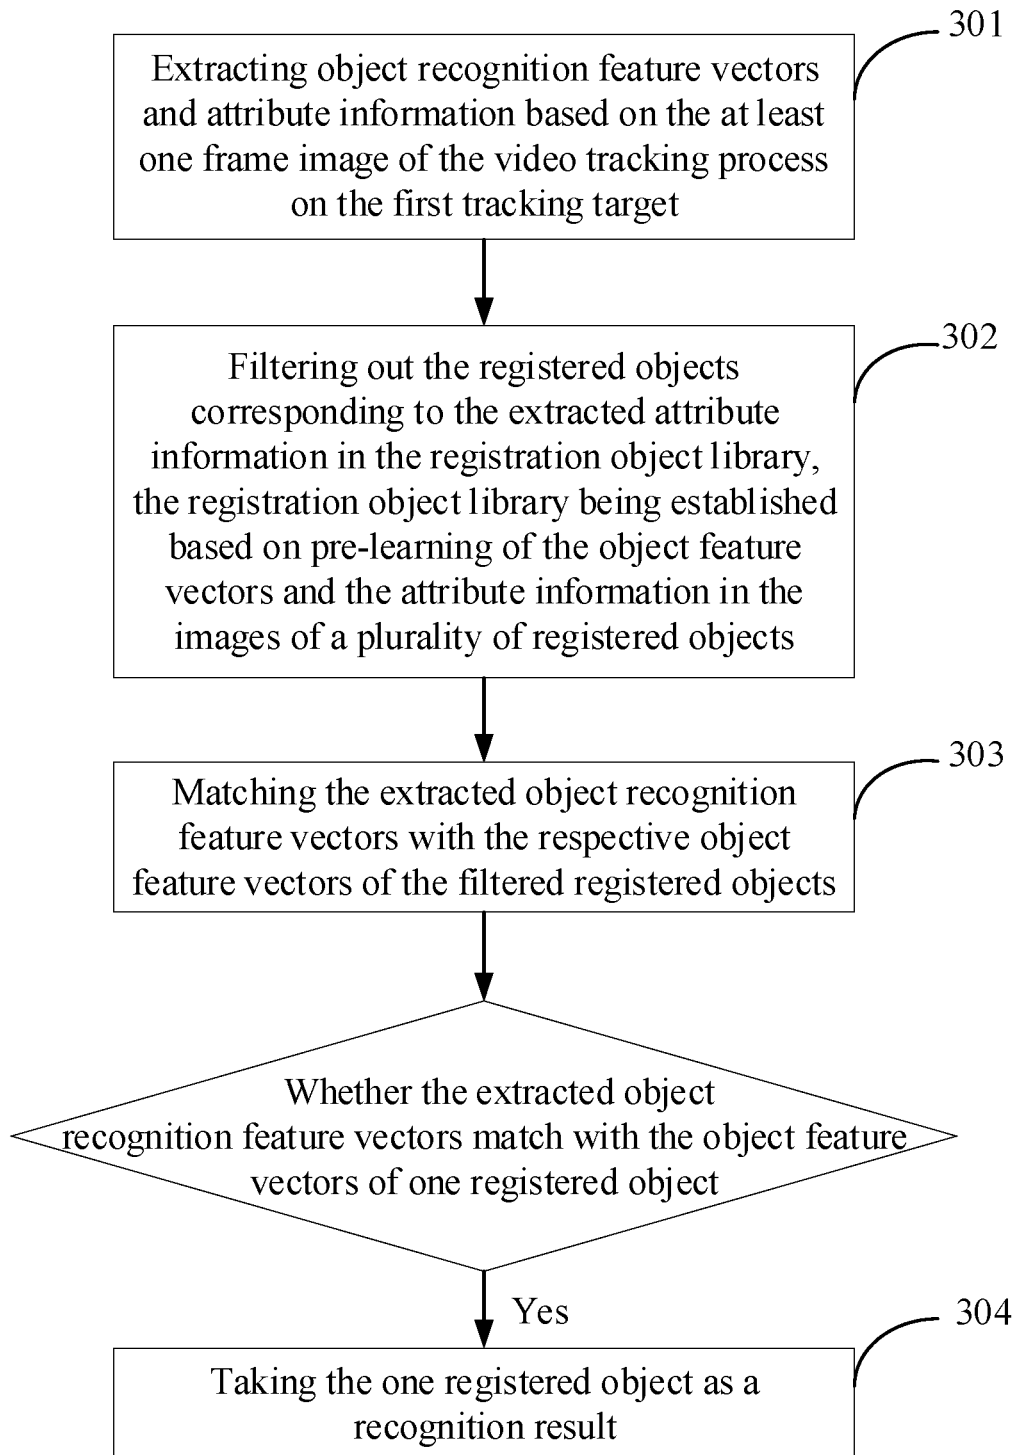 301
Extracting object recognition feature vectors
and attribute information based on the at least
one frame image of the video tracking process
on the first tracking target
302
Filtering out the registered objects
corresponding to the extracted attribute
information in the registration object library,
the registration object library being established
based on pre-learning of the object feature
vectors and the attribute information in the
images of a plurality of registered objects
303
Matching the extracted object recognition
feature vectors with the respective object
feature vectors of the filtered registered objects
Whether the extracted object
recognition feature vectors match with the object feature
vectors of one registered object
Yes
304
Taking the one registered object as a
recognition result